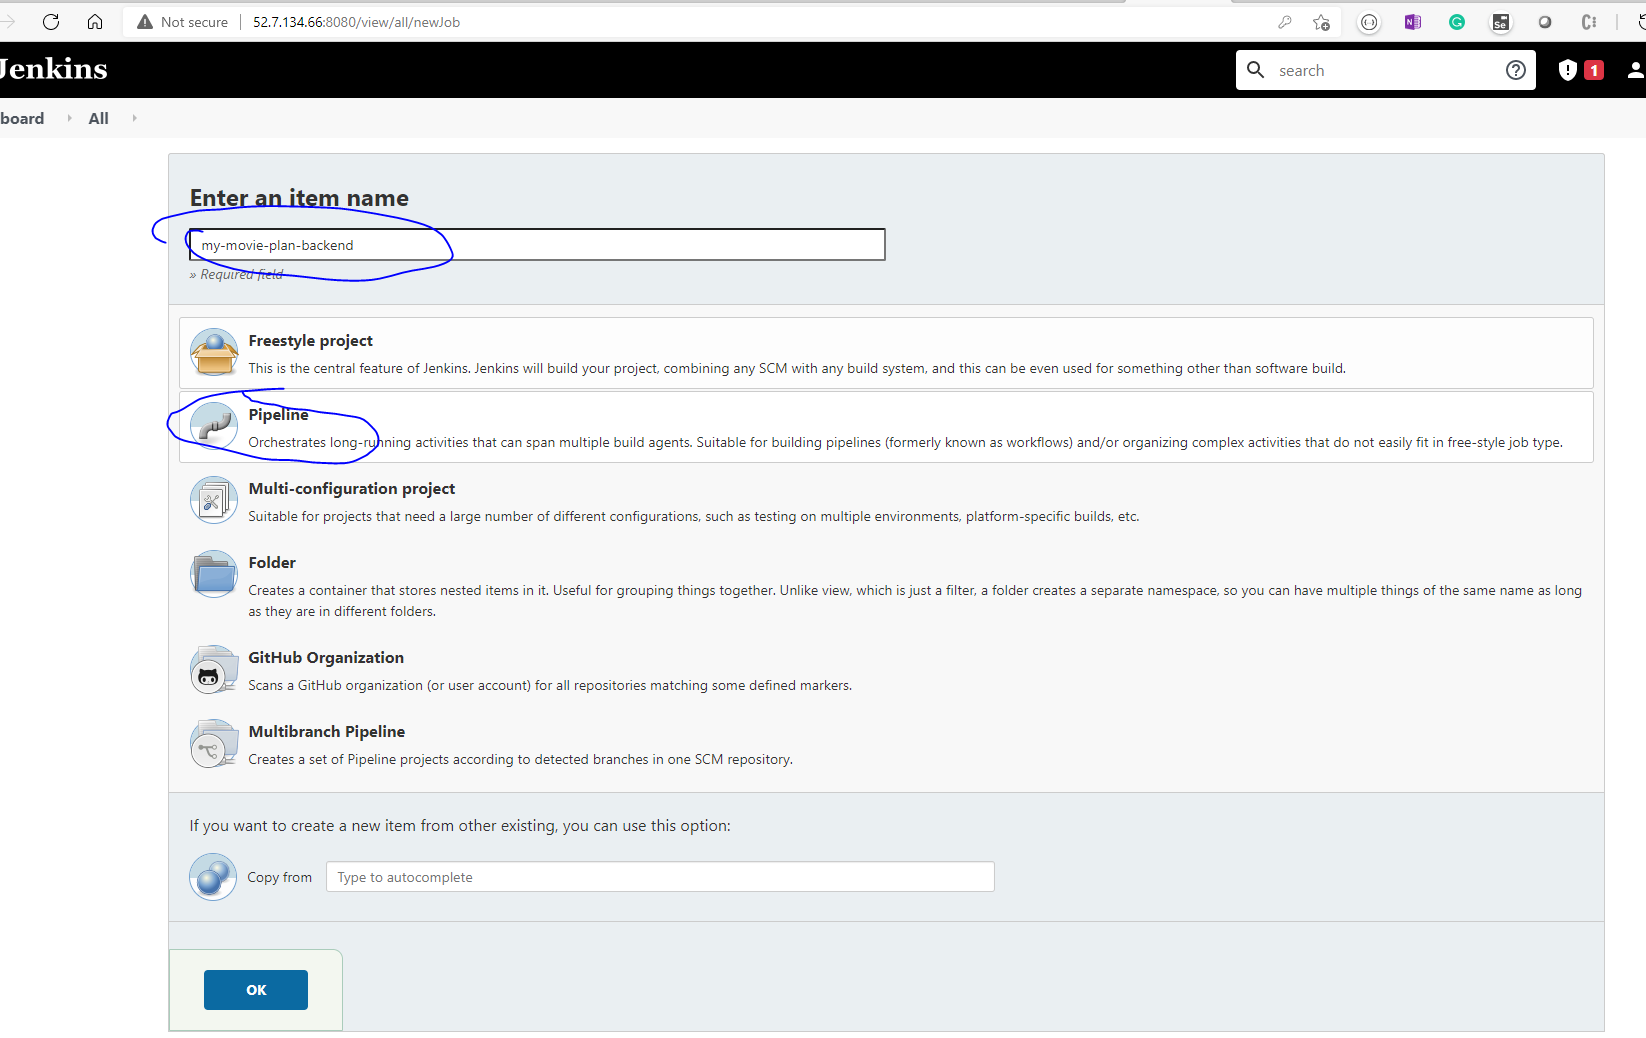 Not secure
52.7.134.66:8080/view/all/newJob
Se
Jenkins
search
1
board
All
Enter an item name
my-movie-plan-backend
» Required field
Freestyle project
This is the central feature of Jenkins. Jenkins will build your project, combining any SCM with any build system, and this can be even used for something other than software build.
Pipeline
Orchestrates long-running activities that can span multiple build agents. Suitable for building pipelines (formerly known as workflows) and/or organizing complex activities that do not easily fit in free-style job type.
Multi-configuration project
Suitable for projects that need a large number of different configurations, such as testing on multiple environments, platform-specific builds, etc.
Folder
Creates a container that stores nested items in it. Useful for grouping things together. Unlike view, which is just a filter, a folder creates a separate namespace, so you can have multiple things of the same name as long
as they are in different folders.
GitHub Organization
Scans a GitHub organization (or user account) for all repositories matching some defined markers.
Multibranch Pipeline
Creates a set of Pipeline projects according to detected branches in one SCM repository.
If you want to create a new item from other existing, you can use this option:
Copy from
Type to autocomplete
OK